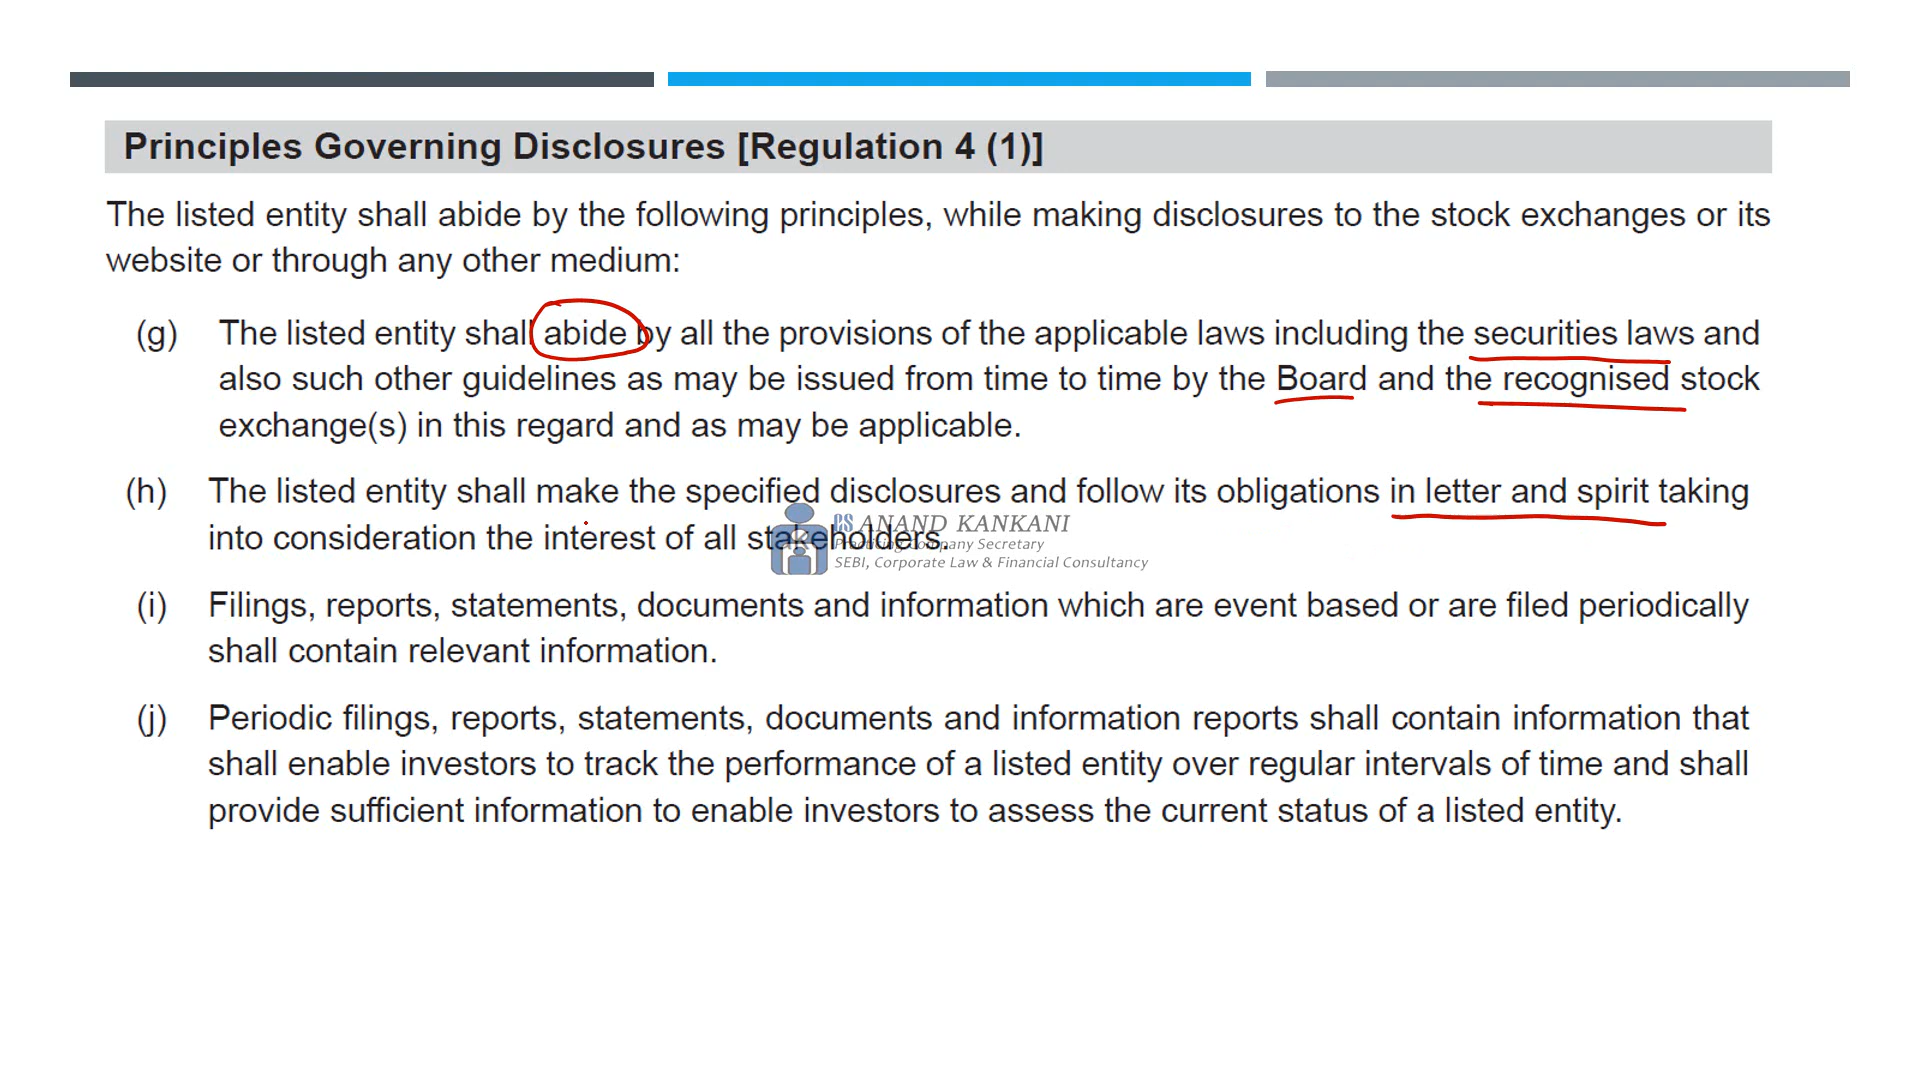 Principles Governing Disclosures [Regulation 4 (1)]
The listed entity shall abide by the following principles, while making disclosures to the stock exchanges or its
website or through any other medium:
(g) The listed entity shall abide by all the provisions of the applicable laws including the securities laws and
also such other guidelines as may be issued from time to time by the Board and the recognised stock
exchange(s) in this regard and as may be applicable.
(h) The listed entity shall make the specified disclosures and follow its obligations in letter and spirit taking
into consideration the interest of all stakeholders.
PS ANAND KANKANI
Practising Company Secretary
SEBI, Corporate Law & Financial Consultancy
(i) Filings, reports, statements, documents and information which are event based or are filed periodically
shall contain relevant information.
(j) Periodic filings, reports, statements, documents and information reports shall contain information that
shall enable investors to track the performance of a listed entity over regular intervals of time and shall
provide sufficient information to enable investors to assess the current status of a listed entity.